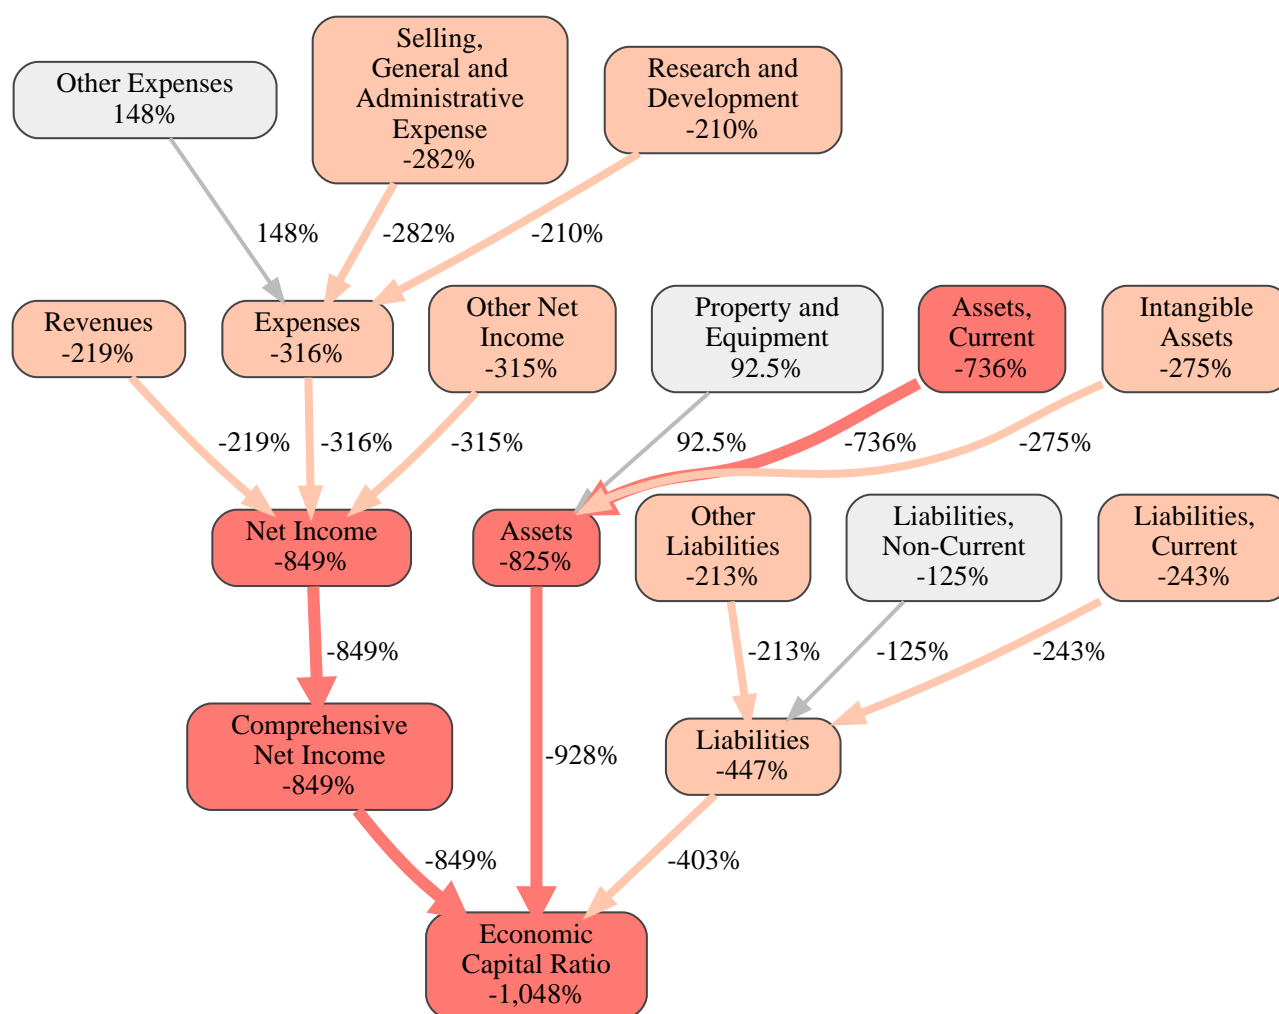 Selling,
General and
Administrative
Expense
-282%
Other Expenses
148%
Research and
Development
-210%
148%
-282%
-210%
Revenues
-219%
Expenses
-316%
Other Net
Income
-315%
Property and
Equipment
92.5%
Assets,
Current
-736%
Intangible
Assets
-275%
-219%
-316%
-315%
92.5%
-736%
-275%
Net Income
-849%
Assets
-825%
Other
Liabilities
-213%
Liabilities,
Non-Current
-125%
Liabilities,
Current
-243%
-849%
-213%
-125%
-243%
Comprehensive
Net Income
-849%
-928%
Liabilities
-447%
-849%
-403%
Economic
Capital Ratio
-1,048%